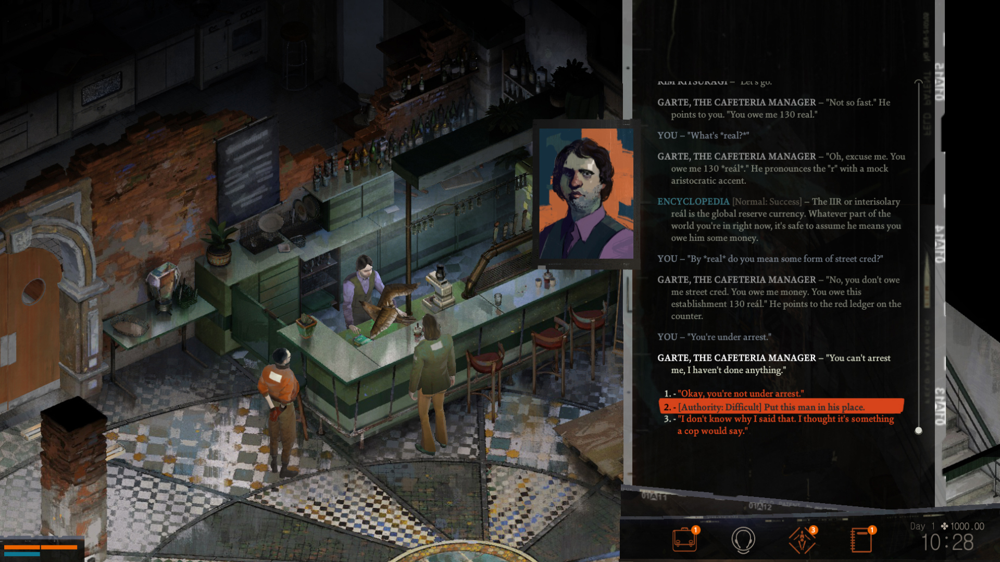 KIM KITSURAGI – "Let's go.
GARTE, THE CAFETERIA MANAGER – "Not so fast." He
points to you. "You owe me 130 real."
YOU – "What's *real?*"
GARTE, THE CAFETERIA MANAGER – "Oh, excuse me. You
owe me 130 *reál*." He pronounces the "r" with a mock
aristocratic accent.
ENCYCLOPEDIA [Normal: Success] – The IIR or interisolary
reál is the global reserve currency. Whatever part of the
world you're in right now, it's safe to assume he means you
owe him some money.
YOU – "By *real* do you mean some form of street cred?"
GARTE, THE CAFETERIA MANAGER – "No, you don't owe
me street cred. You owe me money. You owe this
establishment 130 reál." He points to the red ledger on the
counter.
YOU – "You're under arrest."
GARTE, THE CAFETERIA MANAGER – "You can't arrest
me, I haven't done anything."
1. - "Okay, you're not under arrest."
2. - [Authority: Difficult] Put this man in his place.
3. - "I don't know why I said that. I thought it's something
a cop would say."
01A11
01A12
1
3
1
Day 1 1000.00
10:28